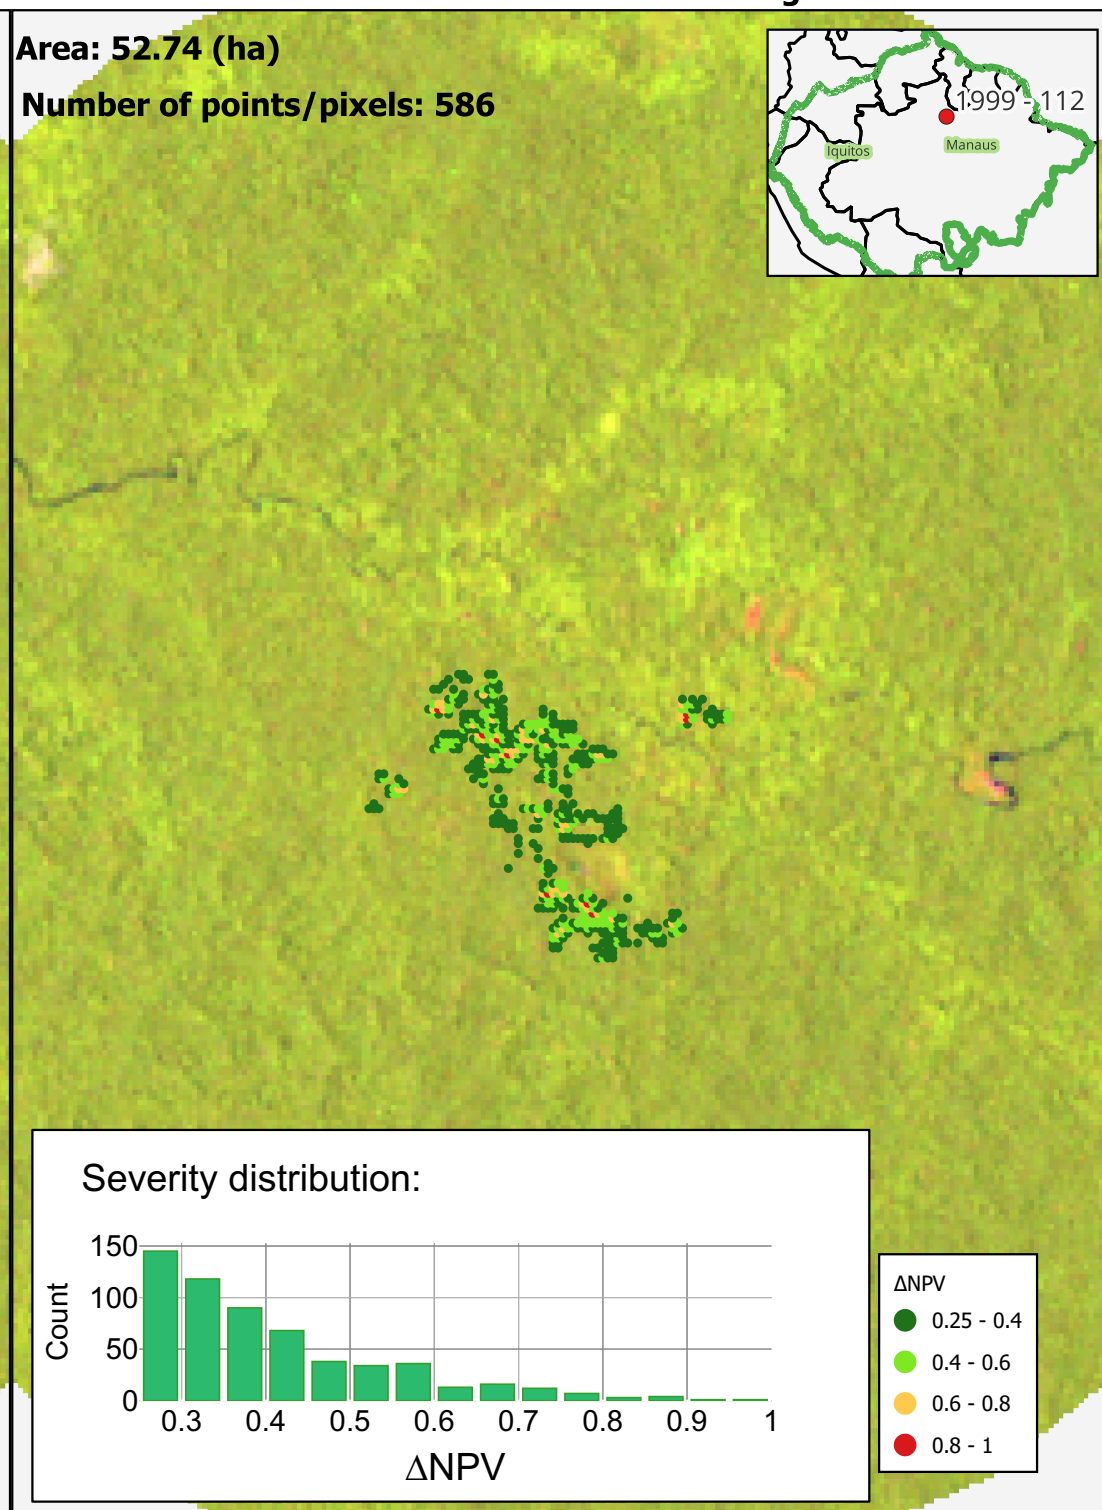 Area: 52.74 (ha)
Number of points/pixels: 586
1999 - 112
Iquitos
Manaus
Severity distribution:
150
100
50
0
Count
0.3 0.4 0.5 0.6 0.7 0.8 0.9 1
ΔNPV
ΔNPV
0.25 - 0.4
0.4 - 0.6
0.6 - 0.8
0.8 - 1